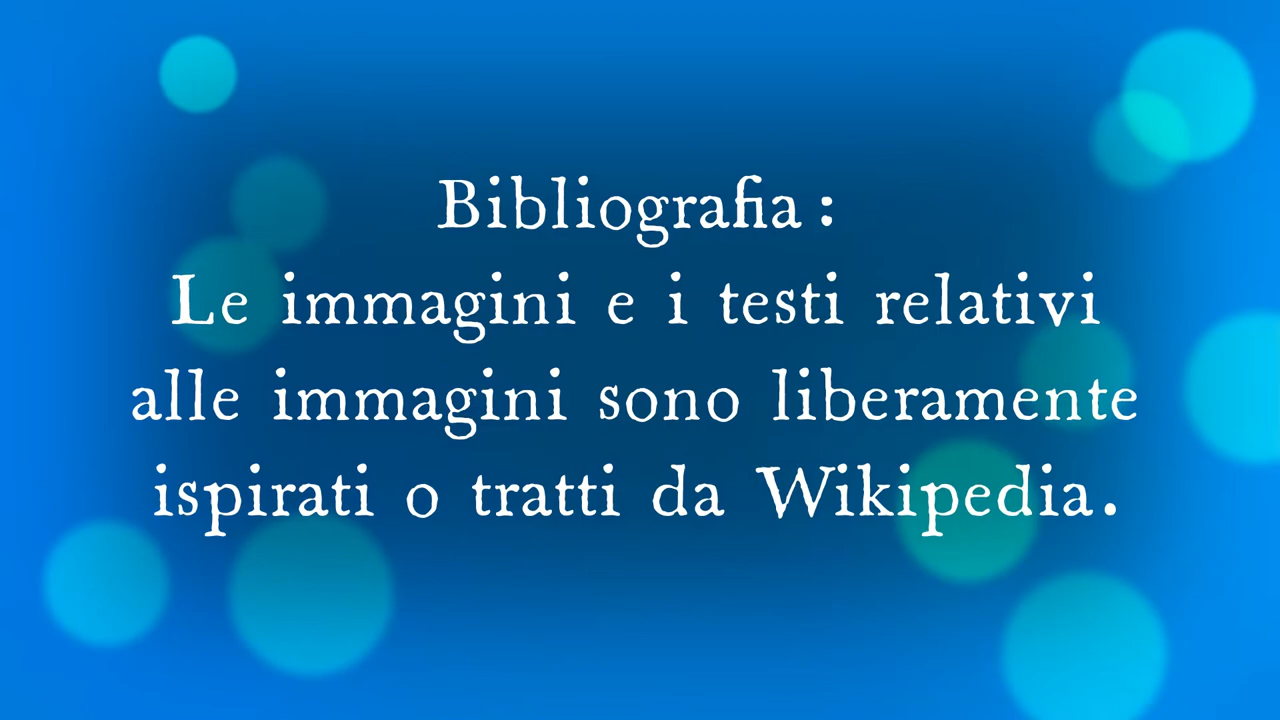 Bibliografia :
Le immagini e i testi relativi
alle immagini sono liberamente
ispirati o tratti da Wikipedia.